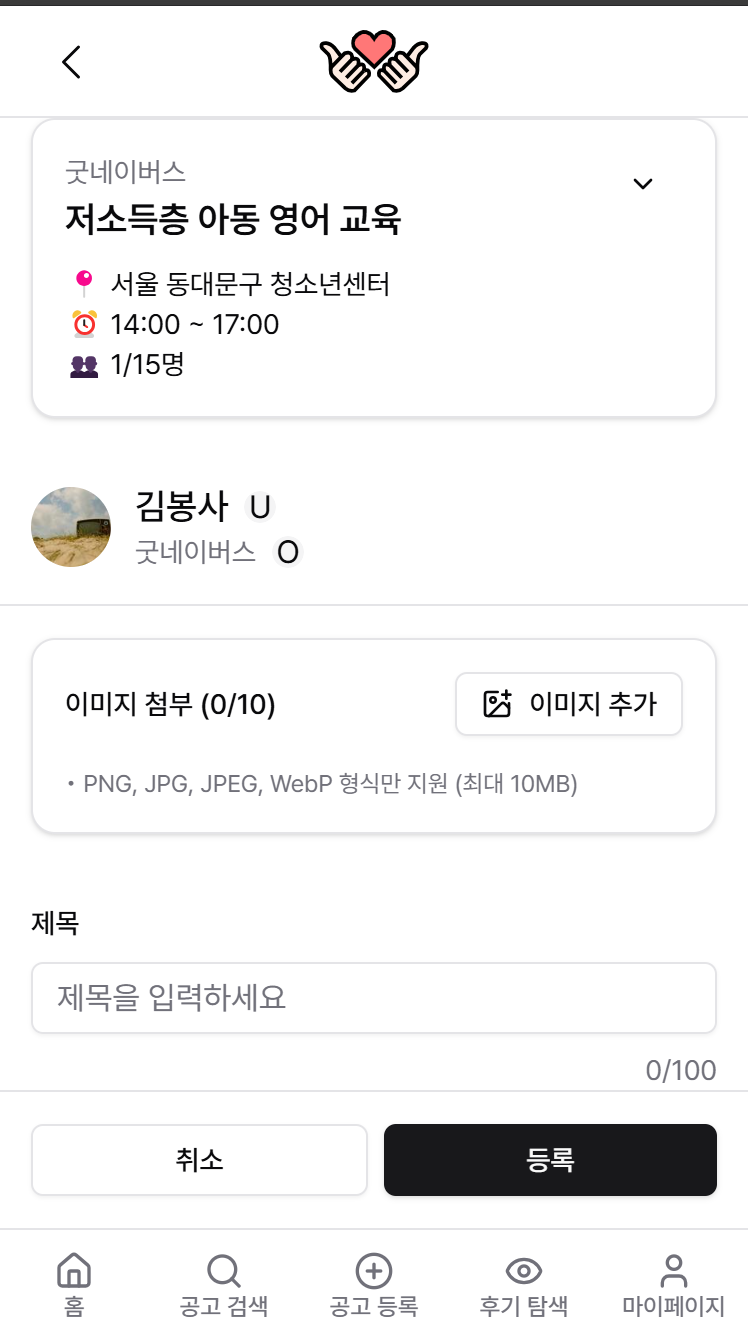 굿네이버스
저소득층 아동 영어 교육
서울 동대문구 청소년센터
14:00 ~ 17:00
1/15명
김봉사 U
굿네이버스 O
이미지 첨부 (0/10)
이미지 추가
• PNG, JPG, JPEG, WebP 형식만 지원 (최대 10MB)
제목
제목을 입력하세요
0/100
취소
등록
홈
공고 검색
공고 등록
후기 탐색
마이페이지